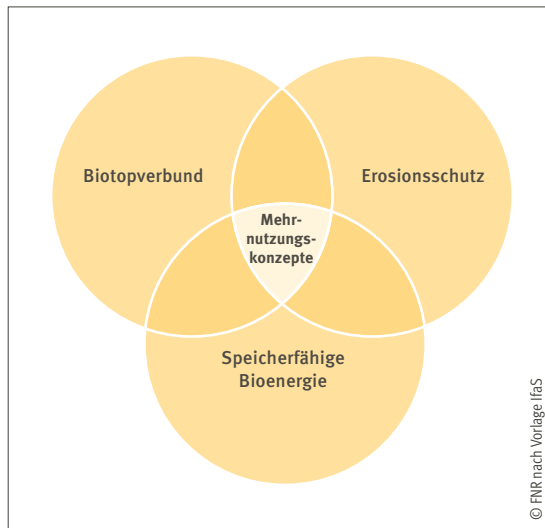 Biotopverbund
Erosionsschutz
Mehr-
nutzungs-
konzepte
Speicherfähige
Bioenergie
© FNR nach Vorlage IfaS